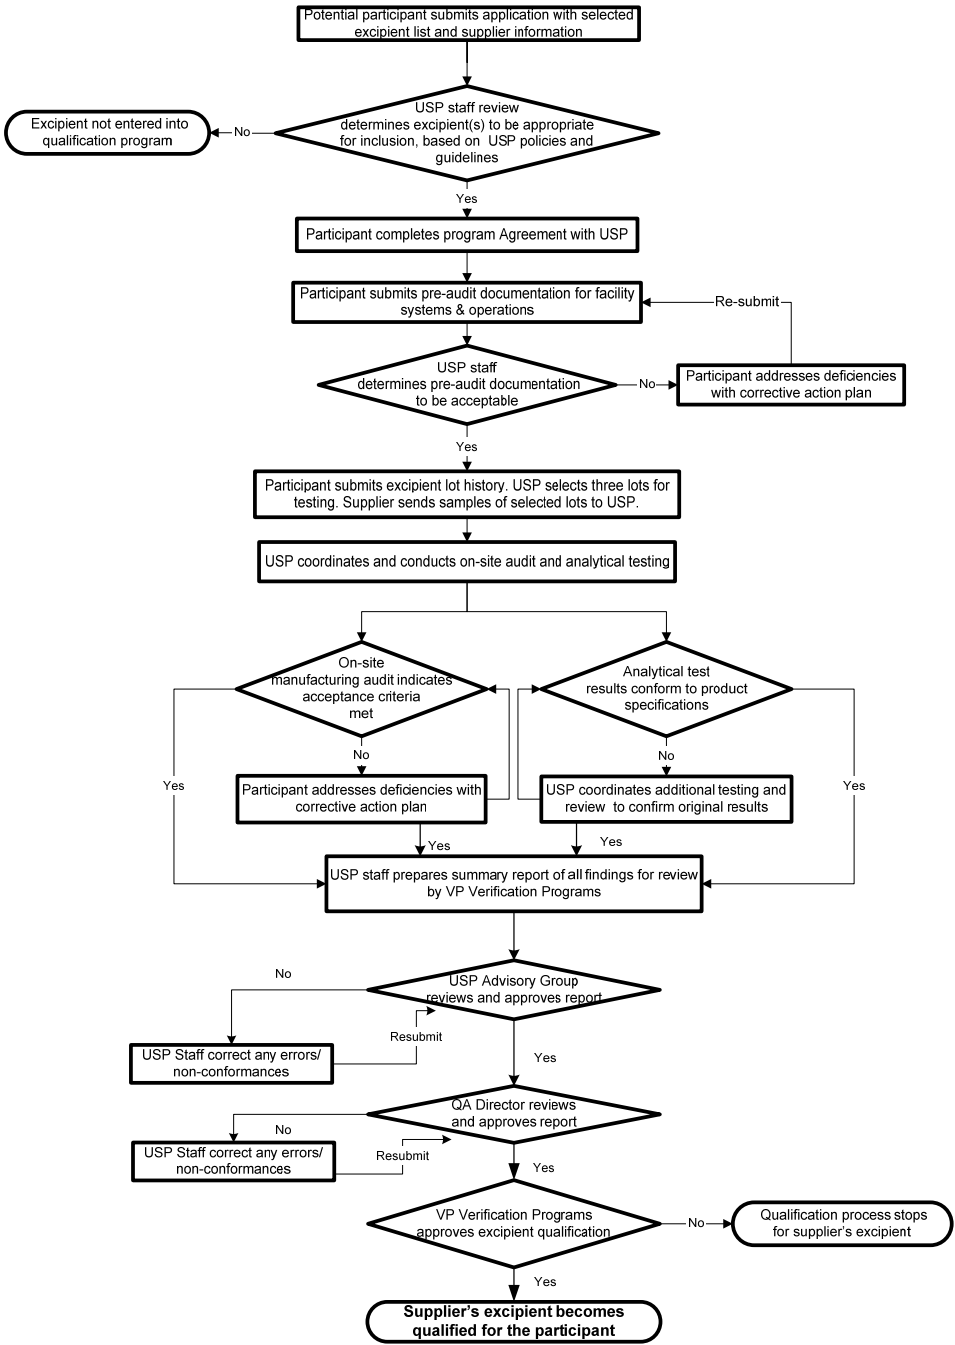 Potential participant submits application with selected
excipient list and supplier information
USP staff review
determines excipient(s) to be appropriate
for inclusion, based on USP policies and
guidelines
No
Excipient not entered into
qualification program
Yes
Participant completes program Agreement with USP
Participant submits pre-audit documentation for facility
systems & operations
Re-submit
USP staff
determines pre-audit documentation
to be acceptable
No
Participant addresses deficiencies
with corrective action plan
Yes
Participant submits excipient lot history. USP selects three lots for
testing. Supplier sends samples of selected lots to USP.
USP coordinates and conducts on-site audit and analytical testing
On-site
manufacturing audit indicates
acceptance criteria
met
Analytical test
results conform to product
specifications
No
No
Yes
Yes
Participant addresses deficiencies with
corrective action plan
USP coordinates additional testing and
review to confirm original results
Yes
Yes
USP staff prepares summary report of all findings for review
by VP Verification Programs
USP Advisory Group
reviews and approves report
No
Resubmit
USP Staff correct any errors/
non-conformances
Yes
QA Director reviews
and approves report
No
Resubmit
USP Staff correct any errors/
non-conformances
Yes
VP Verification Programs
approves excipient qualification
No
Qualification process stops
for supplier's excipient
Yes
Supplier's excipient becomes
qualified for the participant